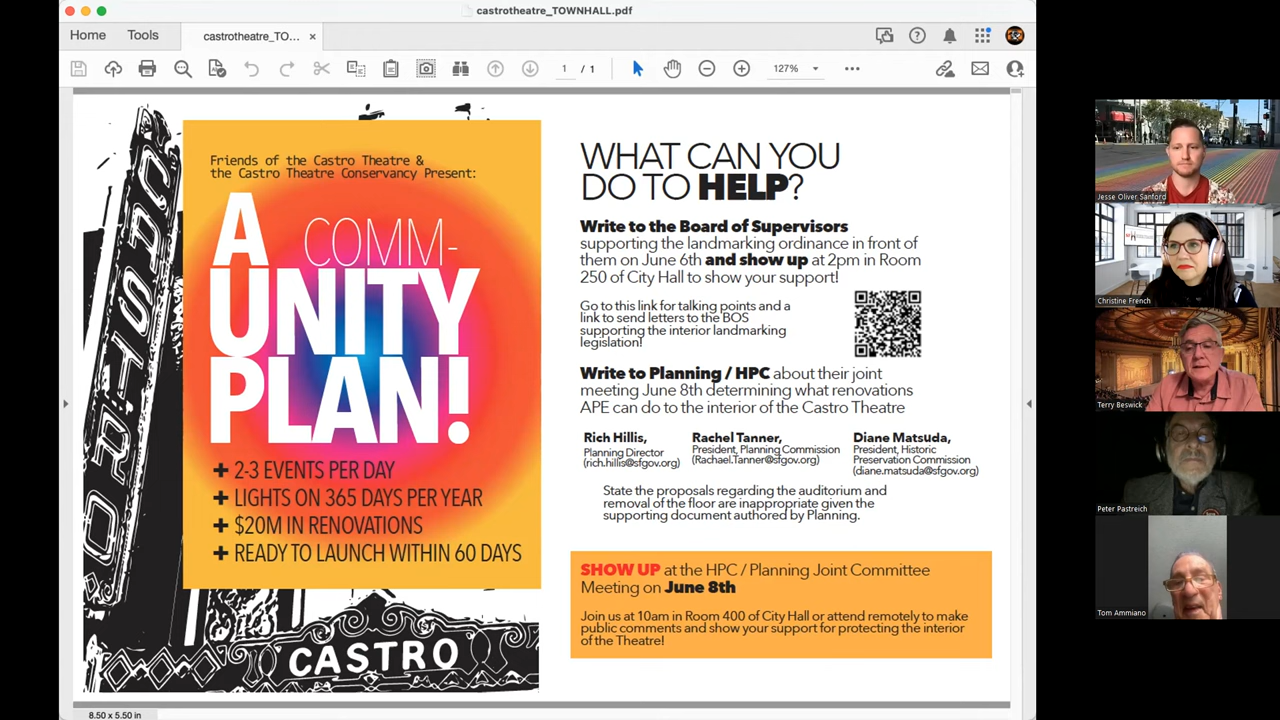 castrotheatre_TOWNHALL.pdf
Home
Tools
castrotheatre_TO...
1 / 1
127%
CASTRO
Friends of the Castro Theatre &
the Castro Theatre Conservancy Present:
A
COMM-
UNITY
PLAN!
+ 2-3 EVENTS PER DAY
+ LIGHTS ON 365 DAYS PER YEAR
+ $20M IN RENOVATIONS
+ READY TO LAUNCH WITHIN 60 DAYS
CASTRO
WHAT CAN YOU
DO TO HELP?
Write to the Board of Supervisors
supporting the landmarking ordinance in front of
them on June 6th and show up at 2pm in Room
250 of City Hall to show your support!
Go to this link for talking points and a
link to send letters to the BOS
supporting the interior landmarking
legislation!
Write to Planning / HPC about their joint
meeting June 8th determining what renovations
APE can do to the interior of the Castro Theatre
Rich Hillis,
Planning Director
(rich.hillis@sfgov.org)
Rachel Tanner,
President, Planning Commission
(Rachael.Tanner@sfgov.org)
Diane Matsuda,
President, Historic
Preservation Commission
(diane.matsuda@sfgov.org)
State the proposals regarding the auditorium and
removal of the floor are inappropriate given the
supporting document authored by Planning.
SHOW UP at the HPC / Planning Joint Committee
Meeting on June 8th
Join us at 10am in Room 400 of City Hall or attend remotely to make
public comments and show your support for protecting the interior
of the Theatre!
8.50 x 5.50 in
Jesse Oliver Sanford
Christine French
Terry Beswick
Peter Pastreich
Tom Ammiano